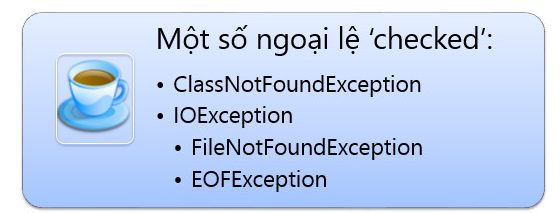 Một số ngoại lệ ‘checked’:
• ClassNotFoundException
• IOException
• FileNotFoundException
• EOFException